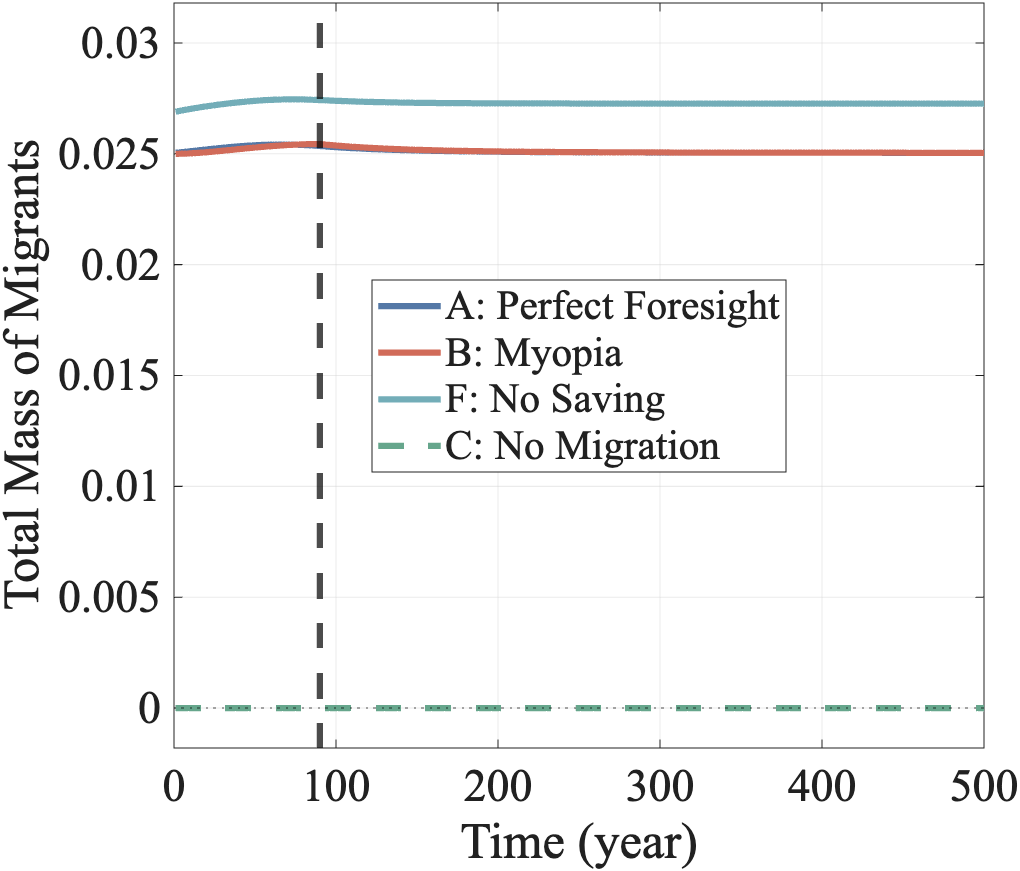 0.03
0.025
0.02
0.015
0.01
0.005
0
Total Mass of Migrants
A: Perfect Foresight
B: Myopia
F: No Saving
C: No Migration
0 100 200 300 400 500
Time (year)